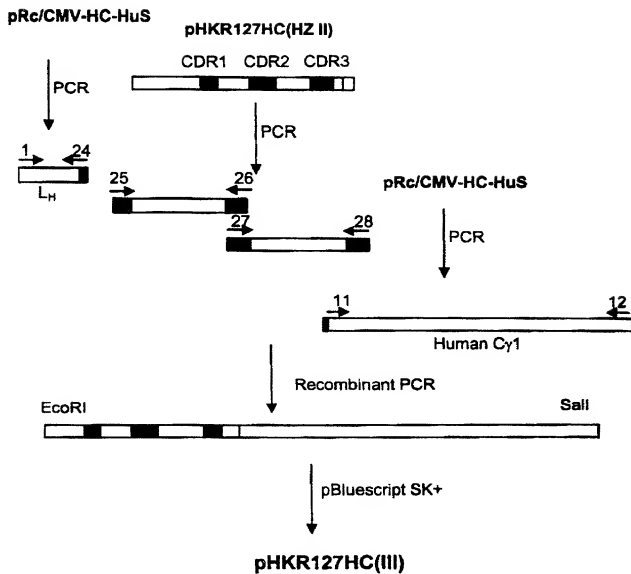 pRc/CMV-HC-HuS
pHKR127HC(HZ II)
CDR1 CDR2 CDR3
PCR
PCR
1 24
LH
25 26
pRc/CMV-HC-HuS
27 28
PCR
11 12
Human Cγ1
Recombinant PCR
EcoRI SalI
pBluescript SK+
pHKR127HC(III)